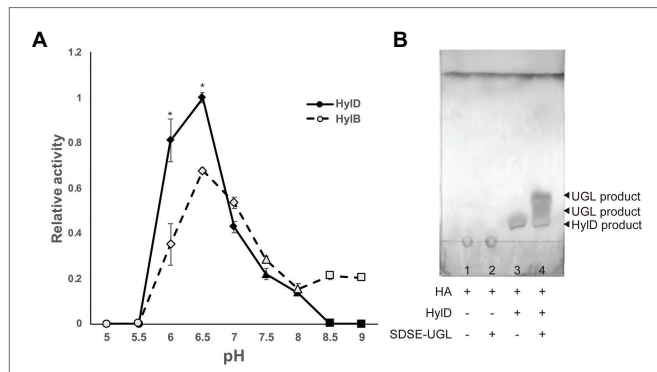 A
Relative activity
1.2
1
0.8
0.6
0.4
0.2
0
5 5.5 6 6.5 7 7.5 8 8.5 9
pH
* *
HylD
HylB
B
UGL product
UGL product
HylD product
1 2 3 4
HA + + + +
HylD - - + +
SDSE-UGL - + - +